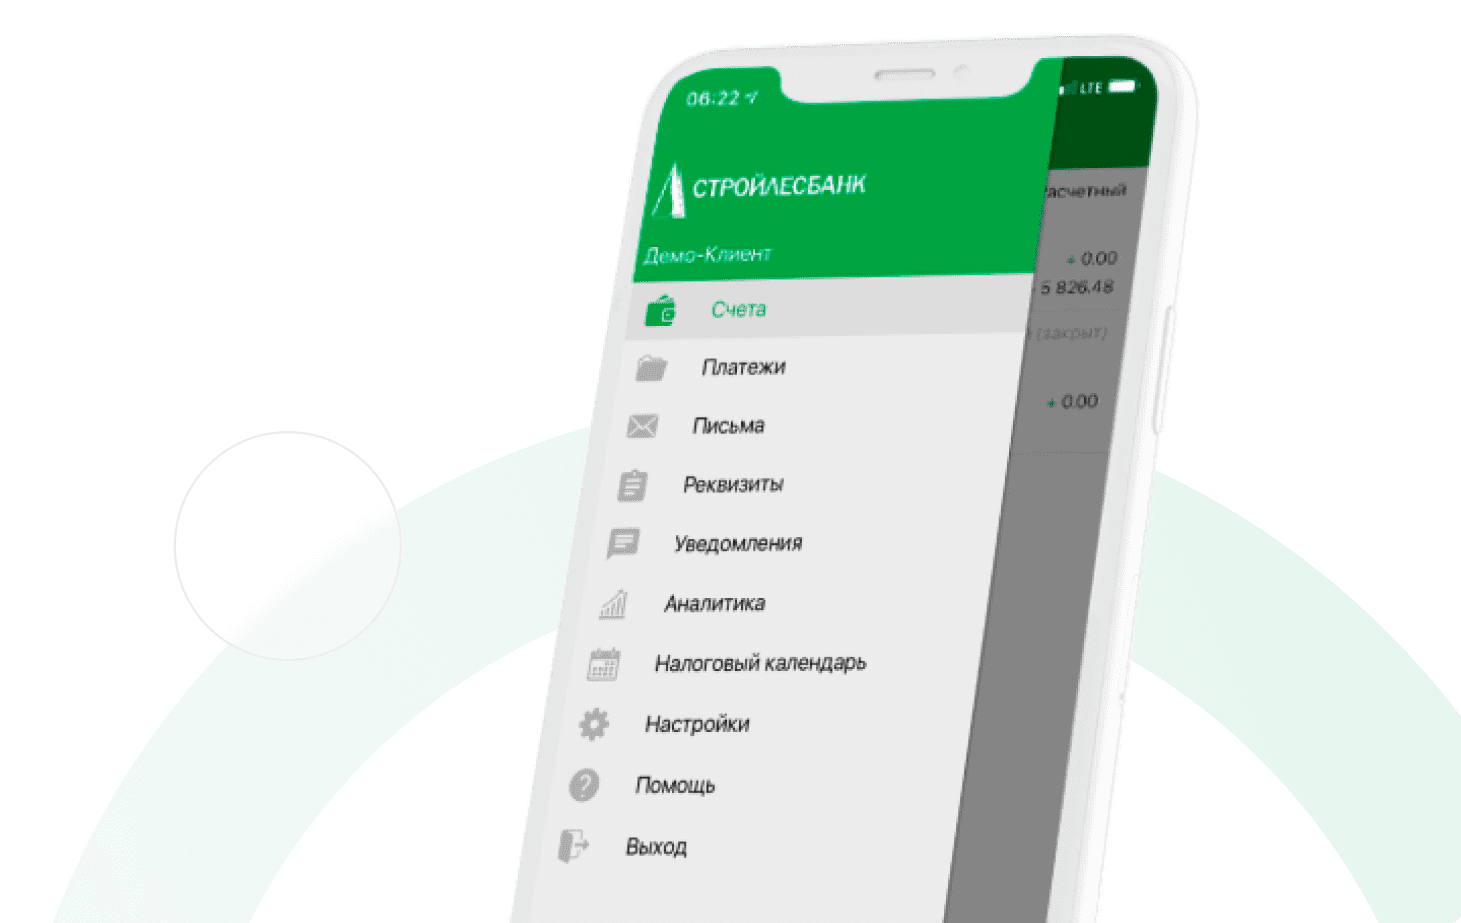 06:22
LTE
СТРОЙЛЕСБАНК
Демо-Клиент
Счета
Платежи
Письма
Реквизиты
Уведомления
Аналитика
Налоговый календарь
Настройки
Помощь
Выход
+ 0.00
5 826.48
(закрыт)
+ 0.00